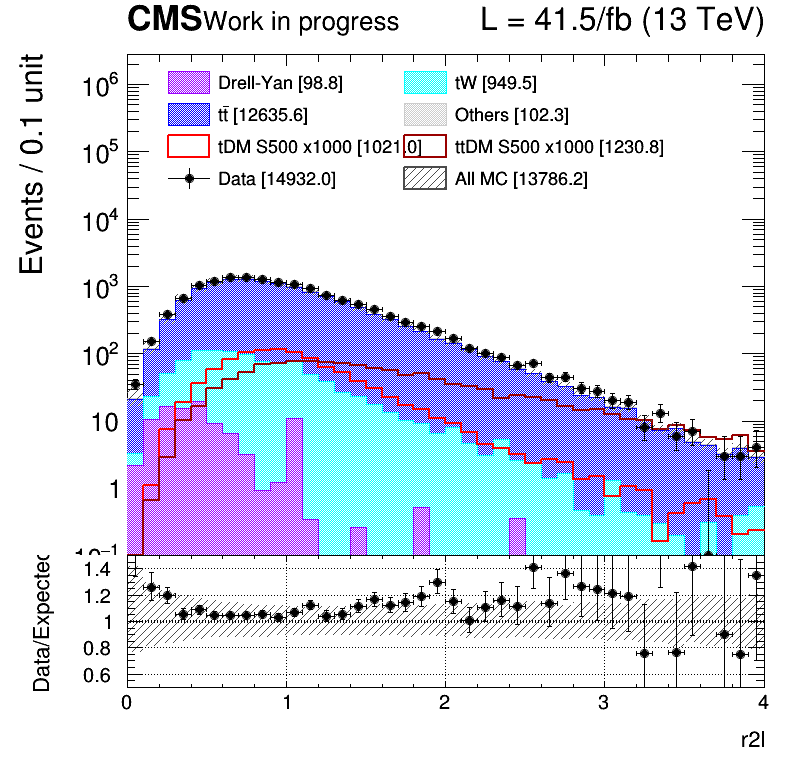 CMS Work in progress L = 41.5/fb (13 TeV)
Events / 0.1 unit
Drell-Yan [98.8] tW [949.5]
tt̄ [12635.6] Others [102.3]
tDM S500 x1000 [1021.0] ttDM S500 x1000 [1230.8]
Data [14932.0] All MC [13786.2]
10⁶
10⁵
10⁴
10³
10²
10
1
10⁻¹
Data/Expected
1.4
1.2
1
0.8
0.6
0 1 2 3 4
r2l